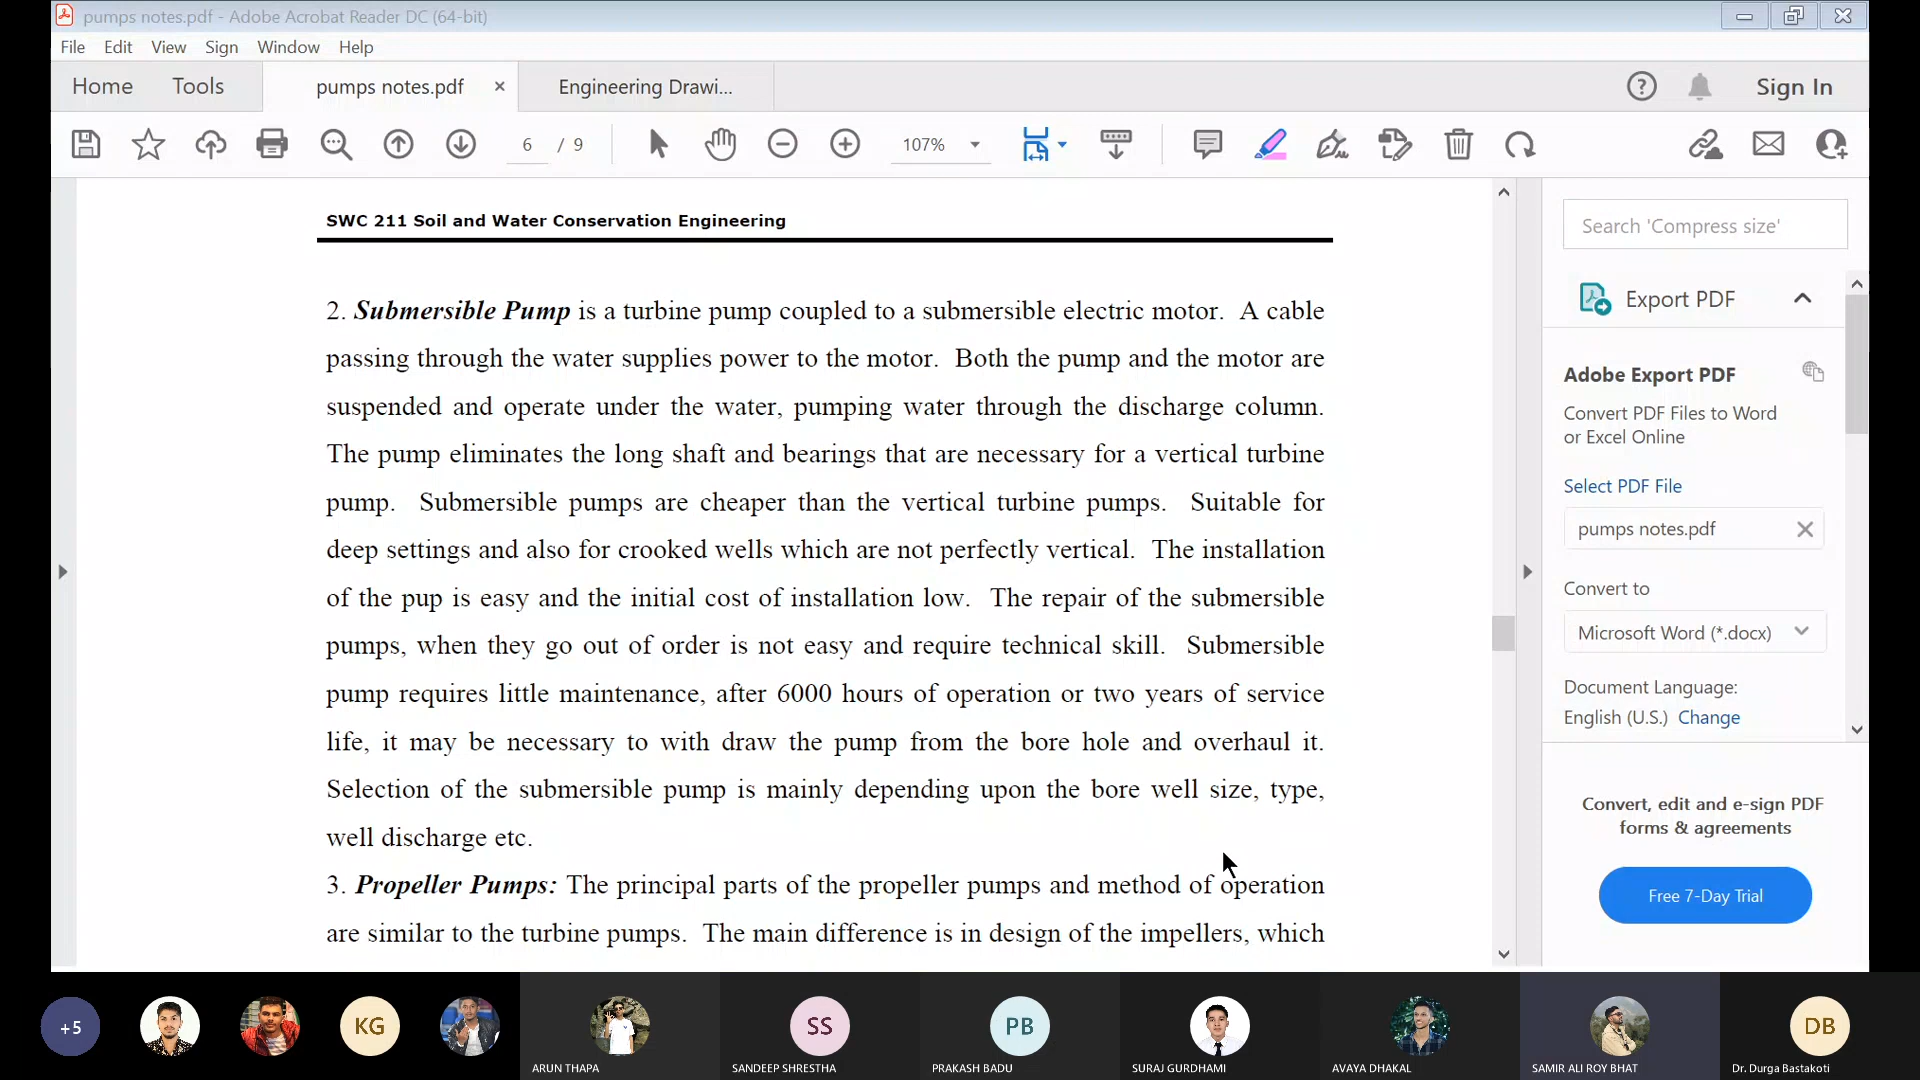 pumps notes.pdf - Adobe Acrobat Reader DC (64-bit)
File Edit View Sign Window Help
Home Tools pumps notes.pdf × Engineering Drawi... Sign In
6 / 9 107%
SWC 211 Soil and Water Conservation Engineering
2. Submersible Pump is a turbine pump coupled to a submersible electric motor. A cable
passing through the water supplies power to the motor. Both the pump and the motor are
suspended and operate under the water, pumping water through the discharge column.
The pump eliminates the long shaft and bearings that are necessary for a vertical turbine
pump. Submersible pumps are cheaper than the vertical turbine pumps. Suitable for
deep settings and also for crooked wells which are not perfectly vertical. The installation
of the pup is easy and the initial cost of installation low. The repair of the submersible
pumps, when they go out of order is not easy and require technical skill. Submersible
pump requires little maintenance, after 6000 hours of operation or two years of service
life, it may be necessary to with draw the pump from the bore hole and overhaul it.
Selection of the submersible pump is mainly depending upon the bore well size, type,
well discharge etc.
3. Propeller Pumps: The principal parts of the propeller pumps and method of operation
are similar to the turbine pumps. The main difference is in design of the impellers, which
Search 'Compress size'
Export PDF
Adobe Export PDF
Convert PDF Files to Word
or Excel Online
Select PDF File
pumps notes.pdf
Convert to
Microsoft Word (*.docx)
Document Language:
English (U.S.) Change
Convert, edit and e-sign PDF
forms & agreements
Free 7-Day Trial
+5 KG SS PB DB
ARUN THAPA SANDEEP SHRESTHA PRAKASH BADU SURAJ GURDHAMI AVAYA DHAKAL SAMIR ALI ROY BHAT Dr. Durga Bastakoti